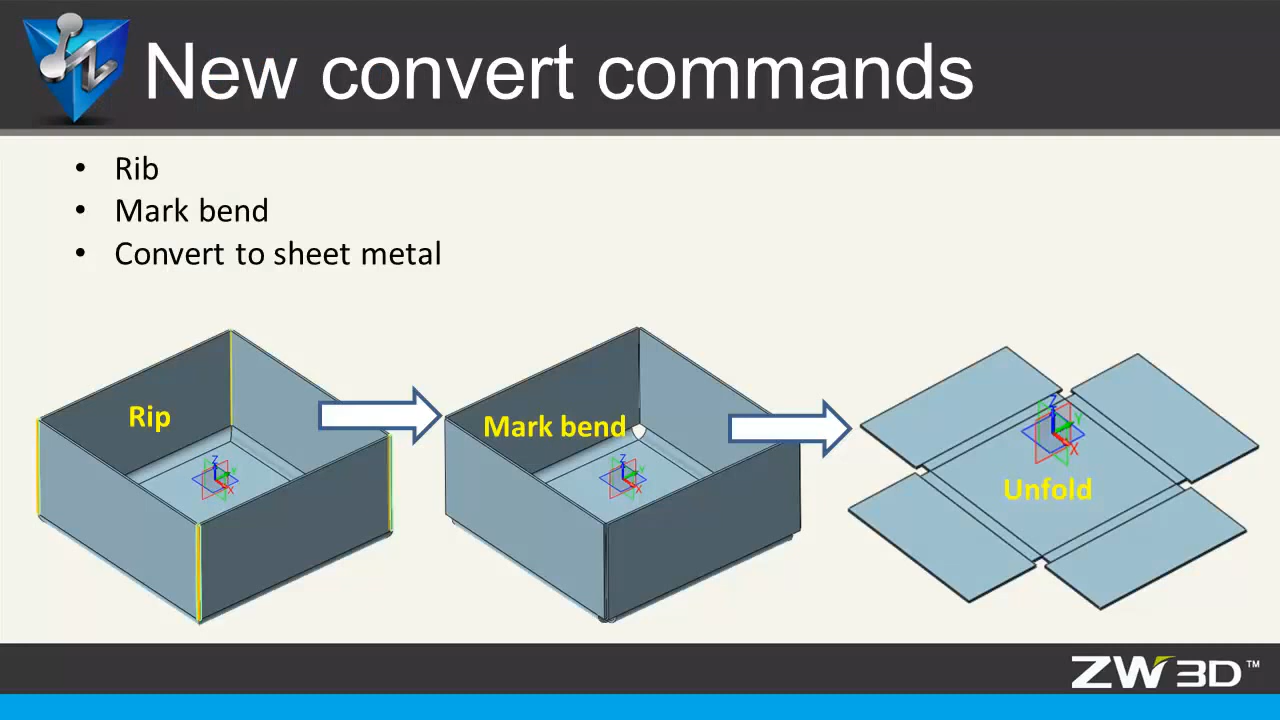 New convert commands
• Rib
• Mark bend
• Convert to sheet metal
Rip
Mark bend
Unfold
Z
Y
X
Z
Y
X
Z
Y
X
ZW3D™